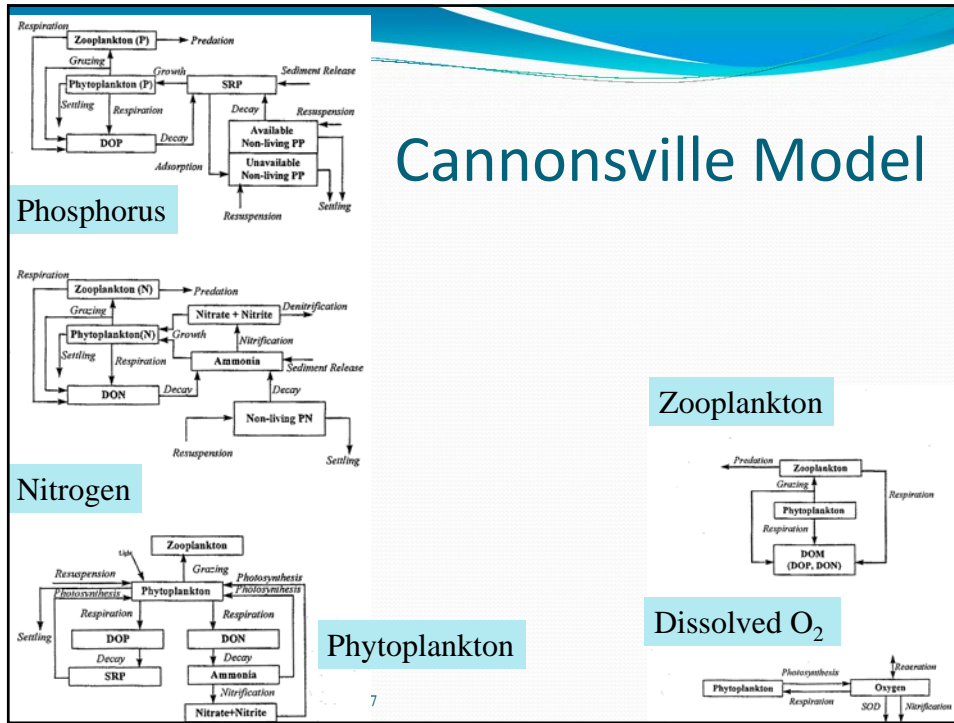 Cannonsville Model
Respiration
Zooplankton (P)
Predation
Grazing
Growth
Sediment Release
Phytoplankton (P)
SRP
Settling
Respiration
Decay
Resuspension
DOP
Decay
Available
Non-living PP
Adsorption
Unavailable
Non-living PP
Settling
Resuspension
Phosphorus
Respiration
Zooplankton (N)
Predation
Denitrification
Grazing
Nitrate + Nitrite
Phytoplankton(N)
Growth
Nitrification
Settling
Respiration
Ammonia
Sediment Release
DON
Decay
Decay
Non-living PN
Resuspension
Settling
Nitrogen
Zooplankton
Light
Grazing
Resuspension
Photosynthesis
Photosynthesis
Photosynthesis
Phytoplankton
Respiration
Respiration
Settling
DOP
DON
Decay
Decay
SRP
Ammonia
Nitrification
Nitrate+Nitrite
Phytoplankton
7
Zooplankton
Predation
Zooplankton
Grazing
Respiration
Phytoplankton
Respiration
DOM
(DOP, DON)
Dissolved O₂
Photosynthesis
Reaeration
Phytoplankton
Oxygen
Respiration
SOD
Nitrification